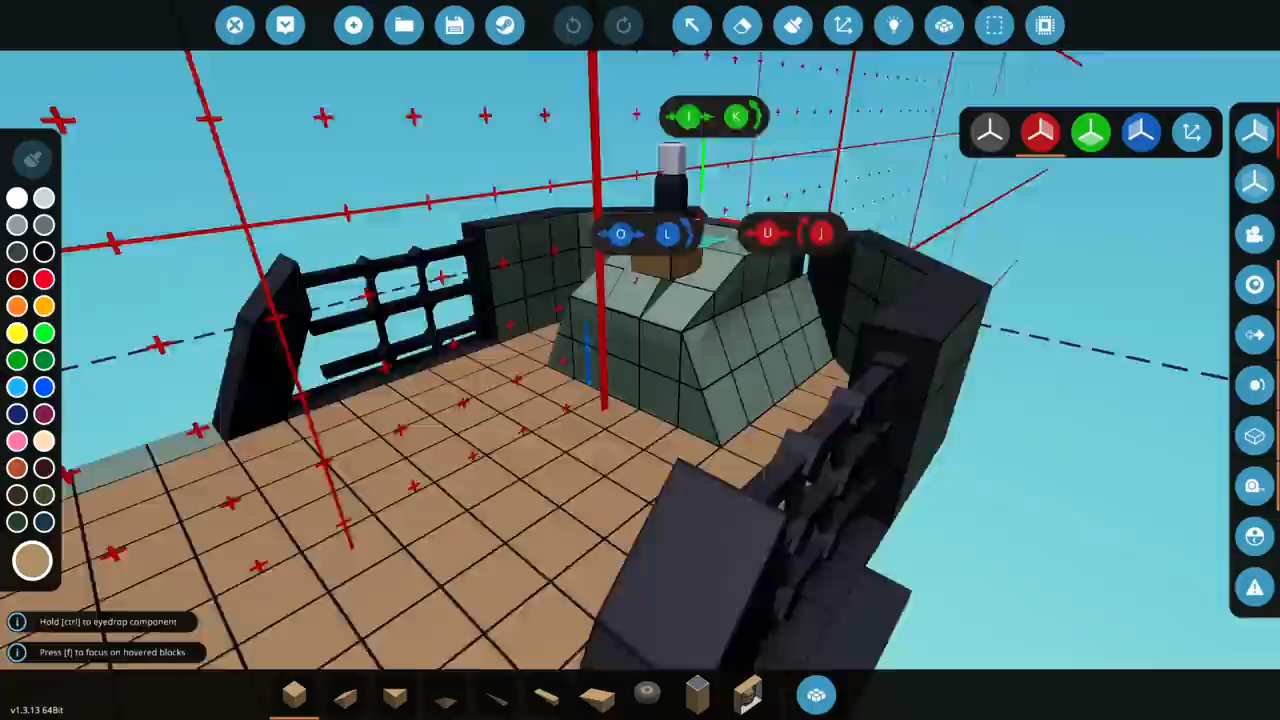 I K
O L
U J
Hold [ctrl] to eyedrop component
Press [f] to focus on hovered blocks
v1.3.13 64Bit